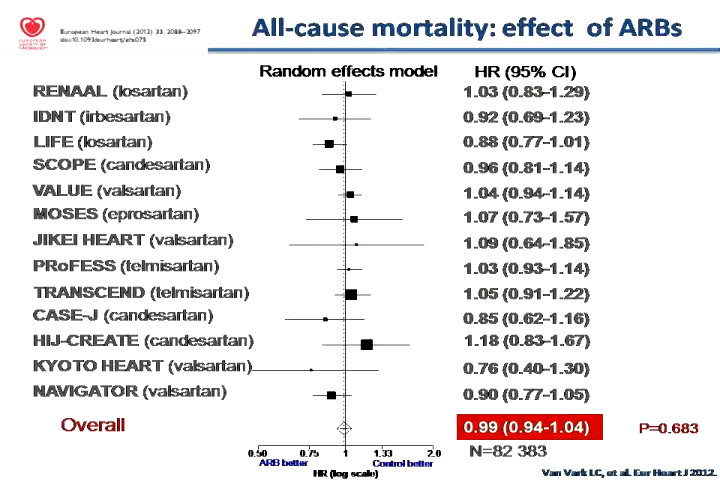 European Heart Journal (2012) 33, 2088–2097
doi:10.1093/eurheartj/ehs075
EUROPEAN
SOCIETY OF
CARDIOLOGY
All-cause mortality: effect of ARBs
Random effects model HR (95% CI)
RENAAL (losartan) 1.03 (0.83–1.29)
IDNT (irbesartan) 0.92 (0.69–1.23)
LIFE (losartan) 0.88 (0.77–1.01)
SCOPE (candesartan) 0.96 (0.81–1.14)
VALUE (valsartan) 1.04 (0.94–1.14)
MOSES (eprosartan) 1.07 (0.73–1.57)
JIKEI HEART (valsartan) 1.09 (0.64–1.85)
PRoFESS (telmisartan) 1.03 (0.93–1.14)
TRANSCEND (telmisartan) 1.05 (0.91–1.22)
CASE-J (candesartan) 0.85 (0.62–1.16)
HIJ-CREATE (candesartan) 1.18 (0.83–1.67)
KYOTO HEART (valsartan) 0.76 (0.40–1.30)
NAVIGATOR (valsartan) 0.90 (0.77–1.05)
Overall 0.99 (0.94-1.04) P=0.683
N=82 383
0.50 0.75 1 1.33 2.0
ARB better Control better
HR (log scale)
Van Vark LC, et al. Eur Heart J 2012.